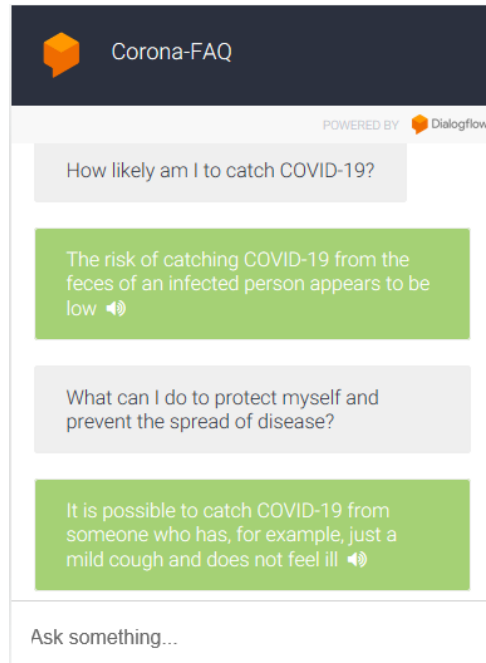 Corona-FAQ
POWERED BY Dialogflow
How likely am I to catch COVID-19?
The risk of catching COVID-19 from the
feces of an infected person appears to be
low
What can I do to protect myself and
prevent the spread of disease?
It is possible to catch COVID-19 from
someone who has, for example, just a
mild cough and does not feel ill
Ask something...